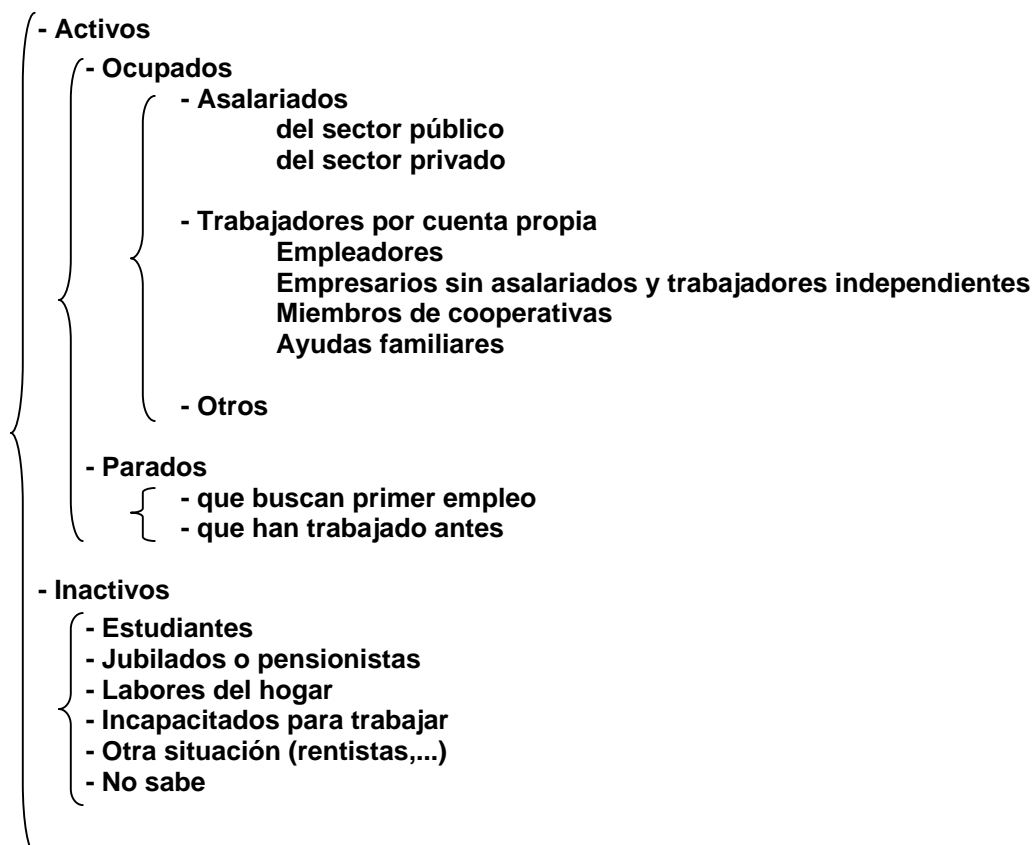 - Activos
- Ocupados
- Asalariados
del sector público
del sector privado
- Trabajadores por cuenta propia
Empleadores
Empresarios sin asalariados y trabajadores independientes
Miembros de cooperativas
Ayudas familiares
- Otros
- Parados
- que buscan primer empleo
- que han trabajado antes
- Inactivos
- Estudiantes
- Jubilados o pensionistas
- Labores del hogar
- Incapacitados para trabajar
- Otra situación (rentistas,...)
- No sabe